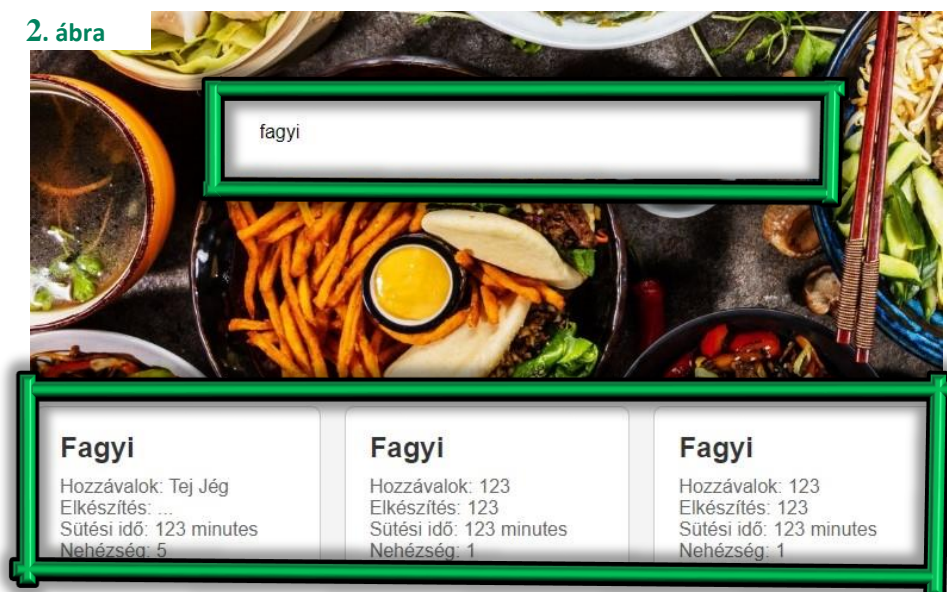 2. ábra
fagyi
Fagyi
Hozzávalok: Tej Jég
Elkészítés: ...
Sütési idő: 123 minutes
Nehézség: 5
Fagyi
Hozzávalok: 123
Elkészítés: 123
Sütési idő: 123 minutes
Nehézség: 1
Fagyi
Hozzávalok: 123
Elkészítés: 123
Sütési idő: 123 minutes
Nehézség: 1